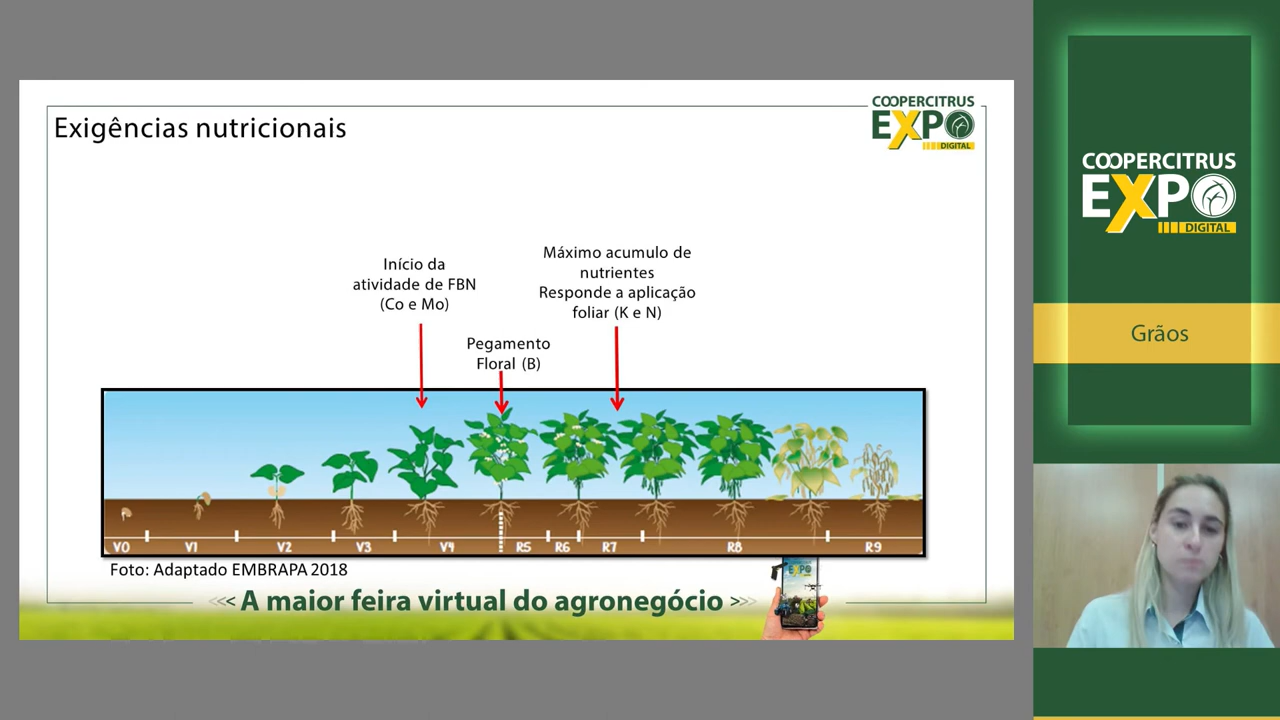 Exigências nutricionais
COOPERCITRUS
EXPO
DIGITAL
Início da
atividade de FBN
(Co e Mo)
Pegamento
Floral (B)
Máximo acumulo de
nutrientes
Responde a aplicação
foliar (K e N)
V0 V1 V2 V3 V4 R5 R6 R7 R8 R9
Foto: Adaptado EMBRAPA 2018
<< A maior feira virtual do agronegócio >>
EXPO
COOPERCITRUS
EXPO
DIGITAL
Grãos